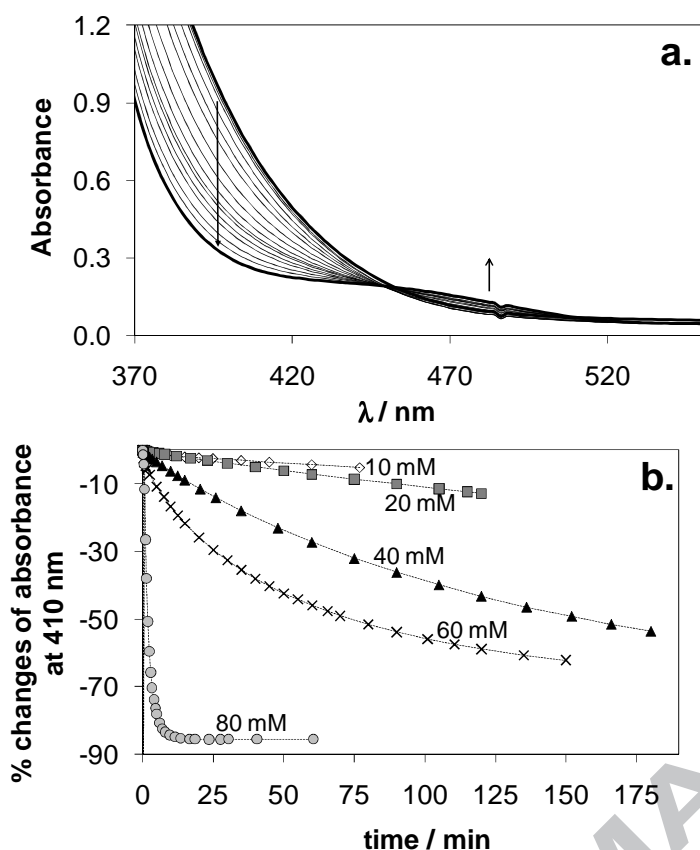 a.
1.2
0.9
0.6
0.3
0.0
Absorbance
370 420 470 520
λ / nm
b.
-10
-30
-50
-70
-90
% changes of absorbance
at 410 nm
10 mM
20 mM
40 mM
60 mM
80 mM
0 25 50 75 100 125 150 175
time / min
MA